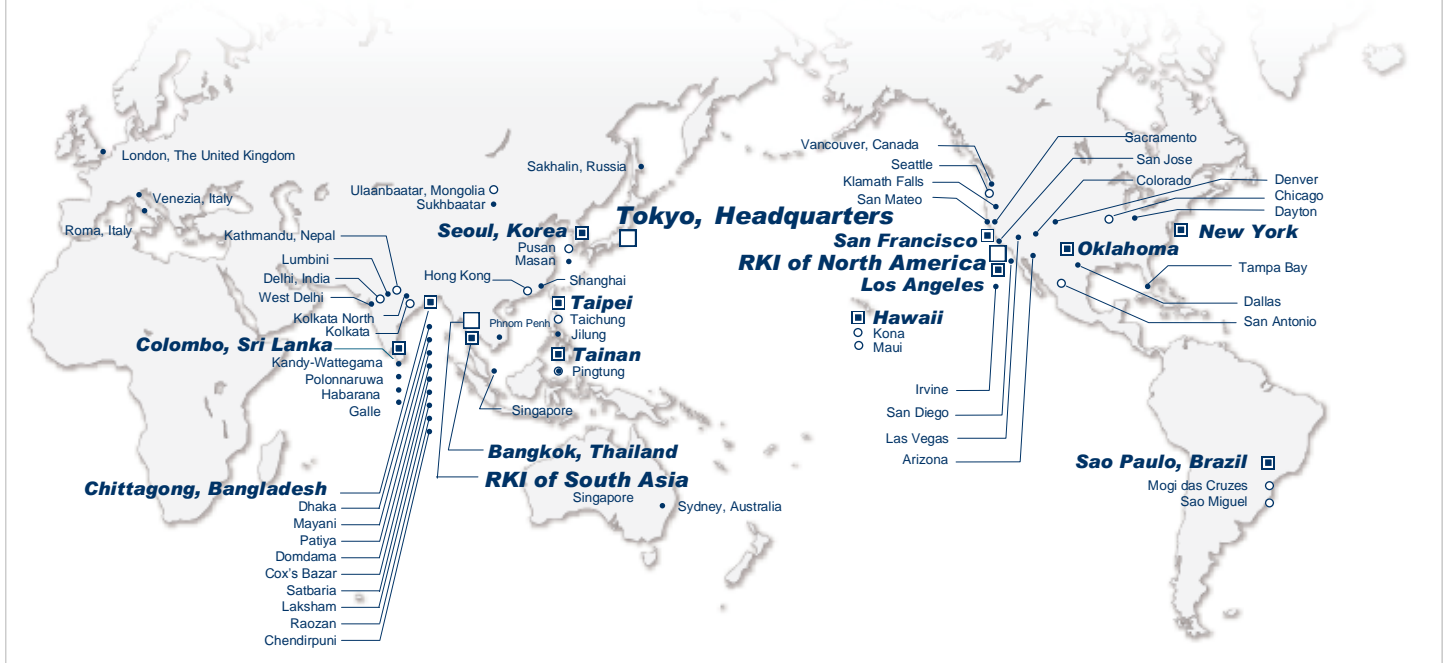 London, The United Kingdom
Venezia, Italy
Roma, Italy
Sakhalin, Russia
Ulaanbaatar, Mongolia
Sukhbaatar
Tokyo, Headquarters
Seoul, Korea
Pusan
Masan
Kathmandu, Nepal
Lumbini
Delhi, India
West Delhi
Kolkata North
Kolkata
Hong Kong
Shanghai
Taipei
Taichung
Jilung
Tainan
Pingtung
Phnom Penh
Colombo, Sri Lanka
Kandy-Wattegama
Polonnaruwa
Habarana
Galle
Singapore
Bangkok, Thailand
RKI of South Asia
Singapore
Sydney, Australia
Chittagong, Bangladesh
Dhaka
Mayani
Patiya
Domdama
Cox's Bazar
Satbaria
Laksham
Raozan
Chendirpuni
Vancouver, Canada
Seattle
Klamath Falls
San Mateo
San Francisco
RKI of North America
Los Angeles
Hawaii
Kona
Maui
Irvine
San Diego
Las Vegas
Arizona
Sacramento
San Jose
Colorado
Denver
Chicago
Dayton
New York
Oklahoma
Tampa Bay
Dallas
San Antonio
Sao Paulo, Brazil
Mogi das Cruzes
Sao Miguel